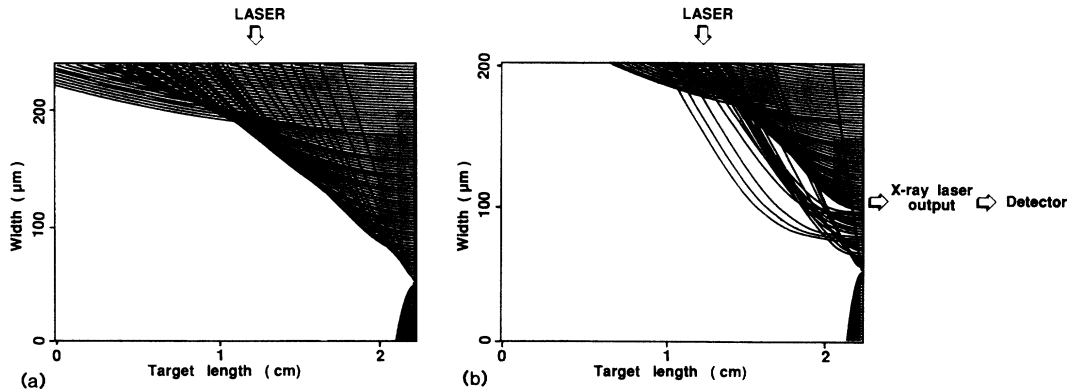 LASER
200
100
0
Width (μm)
0
1
2
Target length (cm)
(a)
LASER
200
100
0
Width (μm)
0
1
2
Target length (cm)
(b)
X-ray laser
output
Detector